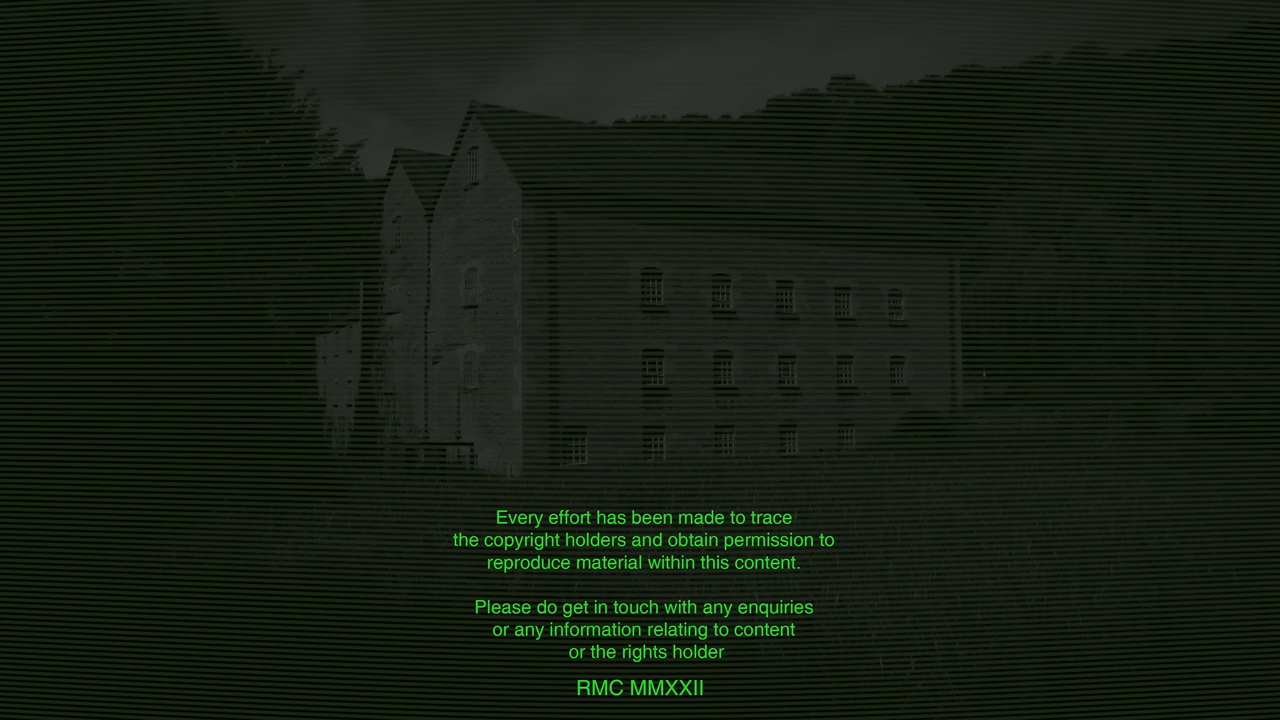 Every effort has been made to trace
the copyright holders and obtain permission to
reproduce material within this content.
Please do get in touch with any enquiries
or any information relating to content
or the rights holder
RMC MMXXII